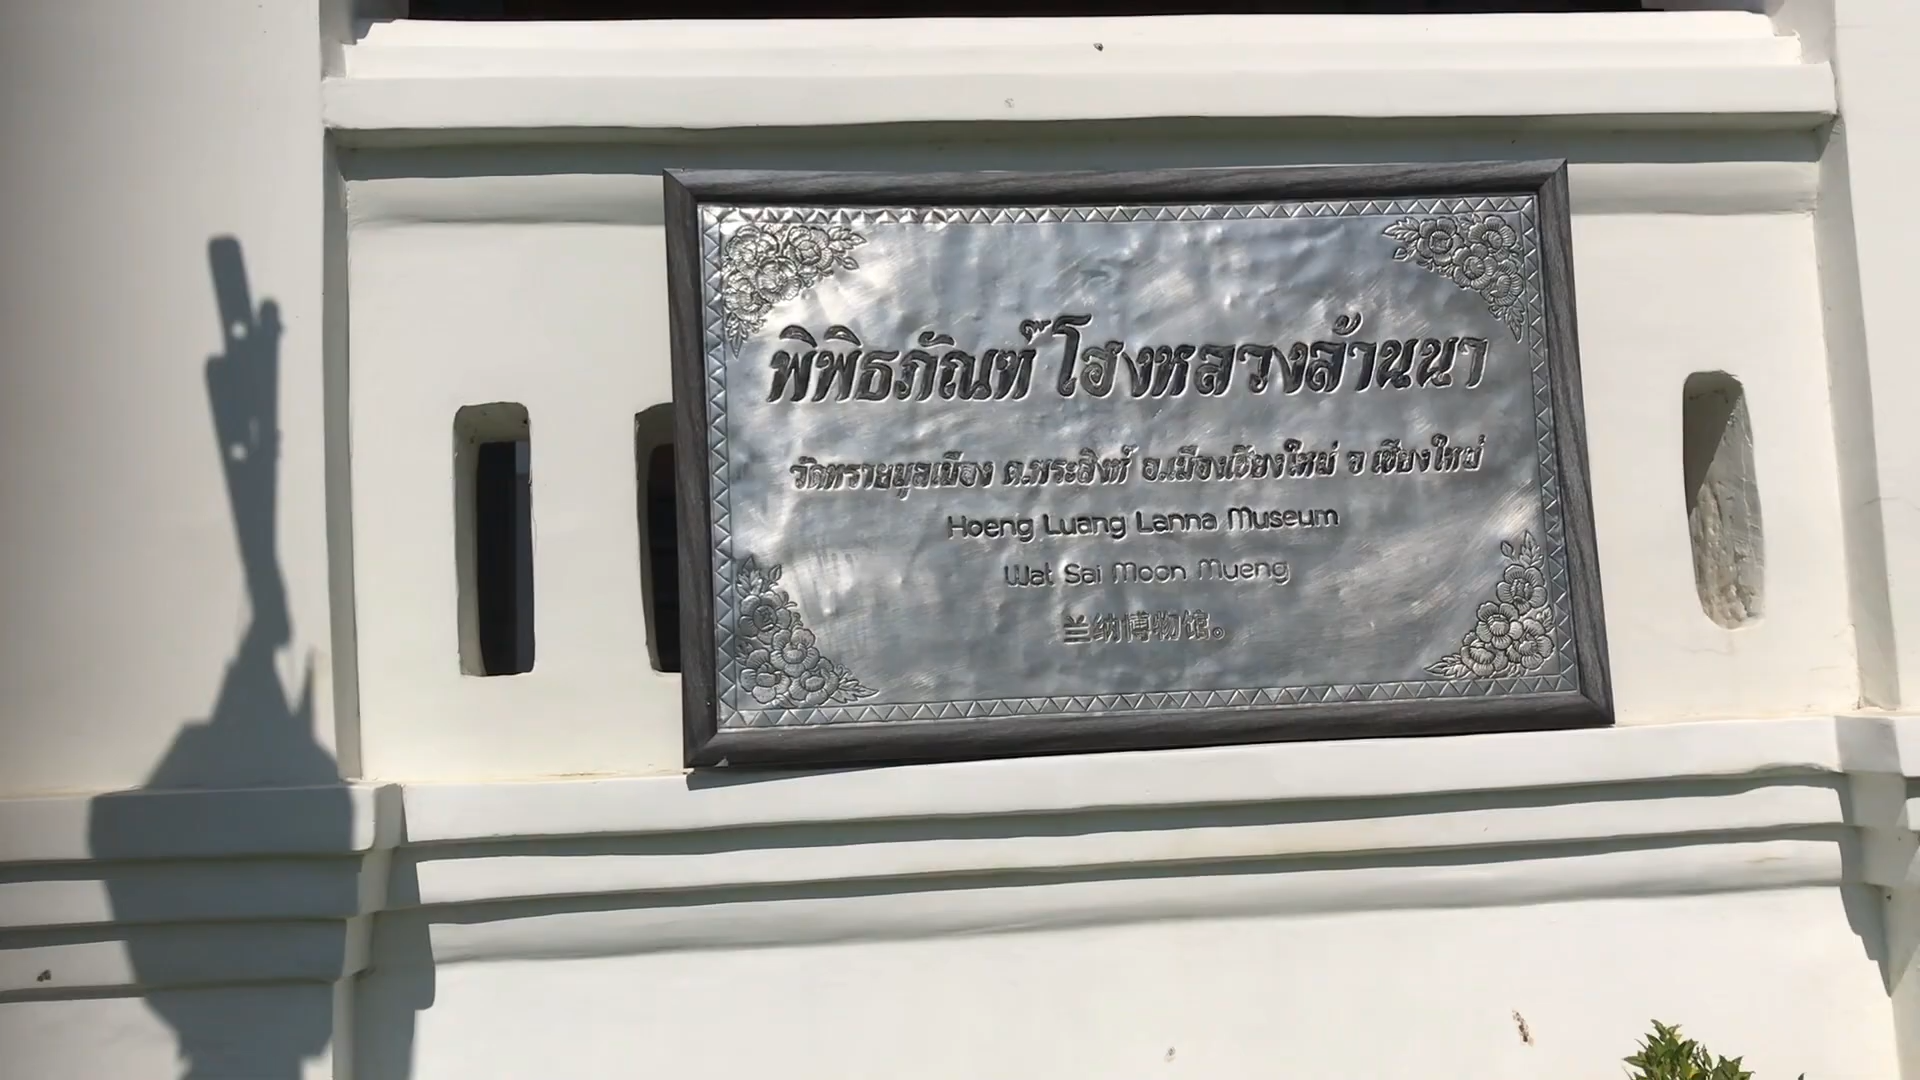 พิพิธภัณฑ์ โฮงหลวงล้านนา
วัดทรายมูลเมือง ต.พระสิงห์ อ.เมืองเชียงใหม่ จ.เชียงใหม่
Hoeng Luang Lanna Museum
Wat Sai Moon Mueng
兰纳博物馆。